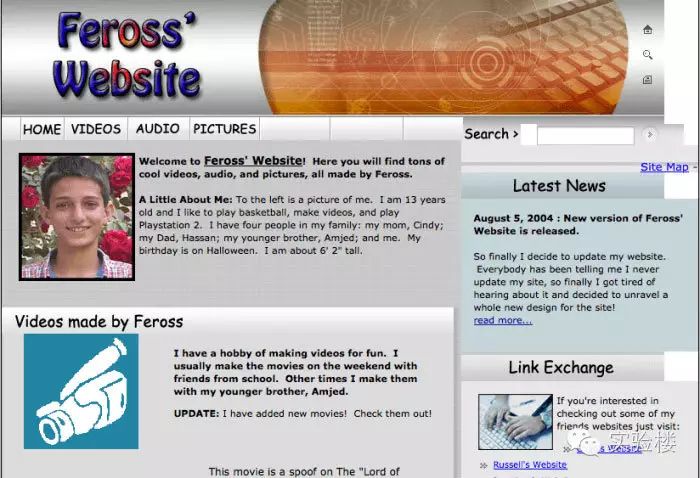 Feross'
Website
HOME VIDEOS AUDIO PICTURES
Search >
Site Map -
Welcome to Feross' Website! Here you will find tons of
cool videos, audio, and pictures, all made by Feross.
A Little About Me: To the left is a picture of me. I am 13 years
old and I like to play basketball, make videos, and play
Playstation 2. I have four people in my family: my mom, Cindy;
my Dad, Hassan; my younger brother, Amjed; and me. My
birthday is on Halloween. I am about 6' 2" tall.
Videos made by Feross
I have a hobby of making videos for fun. I
usually make the movies on the weekend with
friends from school. Other times I make them
with my younger brother, Amjed.
UPDATE: I have added new movies! Check them out!
This movie is a spoof on The "Lord of
Latest News
August 5, 2004 : New version of Feross'
Website is released.
So finally I decide to update my website.
Everybody has been telling me I never
update my site, so finally I got tired of
hearing about it and decided to unravel a
whole new design for the site!
read more...
Link Exchange
If you're interested in
checking out some of my
friends websites just visit:
Website
Russell's Website
实验楼